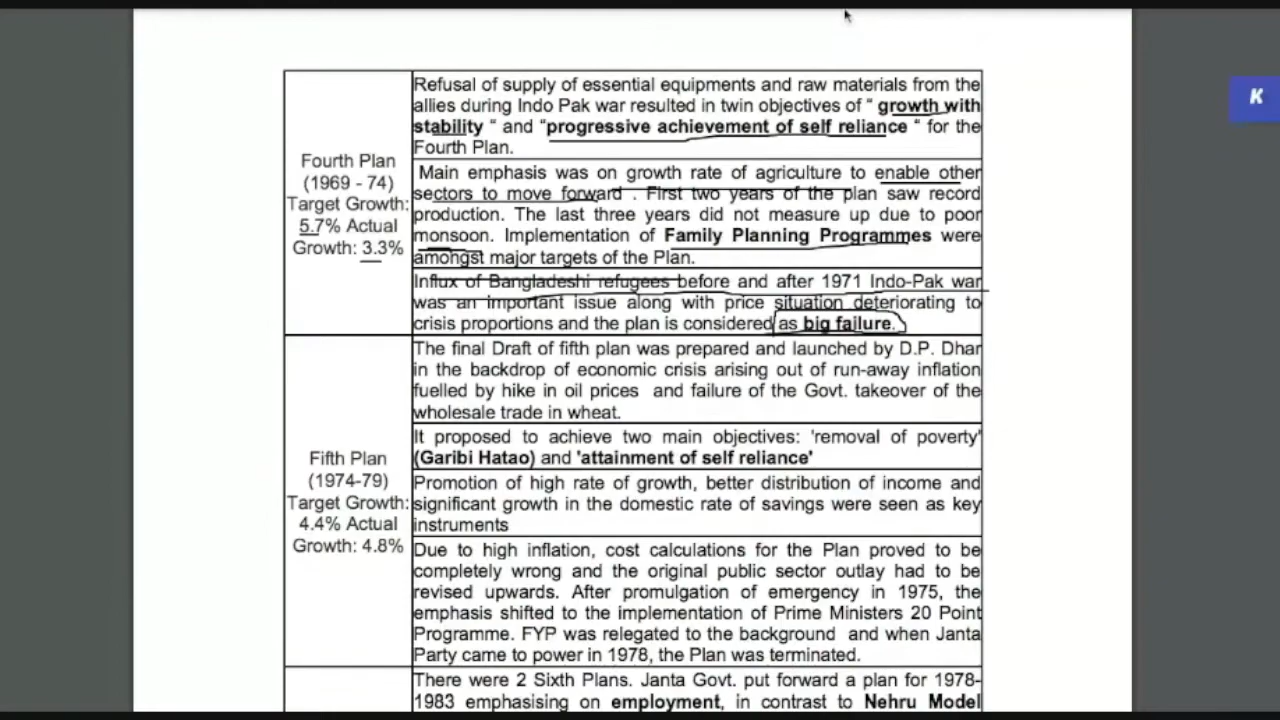 Refusal of supply of essential equipments and raw materials from the
allies during Indo Pak war resulted in twin objectives of “ growth with
stability “ and “progressive achievement of self reliance “ for the
Fourth Plan.
Fourth Plan
(1969 - 74)
Target Growth:
5.7% Actual
Growth: 3.3%
Main emphasis was on growth rate of agriculture to enable other
sectors to move forward . First two years of the plan saw record
production. The last three years did not measure up due to poor
monsoon. Implementation of Family Planning Programmes were
amongst major targets of the Plan.
Influx of Bangladeshi refugees before and after 1971 Indo-Pak war
was an important issue along with price situation deteriorating to
crisis proportions and the plan is considered as big failure.
The final Draft of fifth plan was prepared and launched by D.P. Dhar
in the backdrop of economic crisis arising out of run-away inflation
fuelled by hike in oil prices and failure of the Govt. takeover of the
wholesale trade in wheat.
Fifth Plan
(1974-79)
Target Growth:
4.4% Actual
Growth: 4.8%
It proposed to achieve two main objectives: 'removal of poverty'
(Garibi Hatao) and 'attainment of self reliance'
Promotion of high rate of growth, better distribution of income and
significant growth in the domestic rate of savings were seen as key
instruments
Due to high inflation, cost calculations for the Plan proved to be
completely wrong and the original public sector outlay had to be
revised upwards. After promulgation of emergency in 1975, the
emphasis shifted to the implementation of Prime Ministers 20 Point
Programme. FYP was relegated to the background and when Janta
Party came to power in 1978, the Plan was terminated.
There were 2 Sixth Plans. Janta Govt. put forward a plan for 1978-
1983 emphasising on employment, in contrast to Nehru Model
K